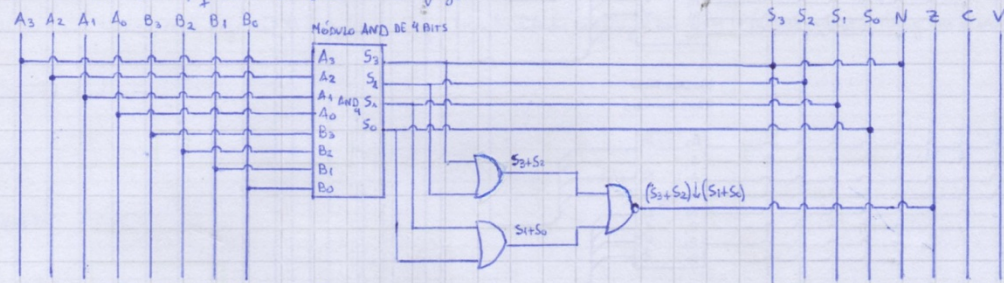 A3 A2 A1 A0 B3 B2 B1 B0
S3 S2 S1 S0 N Z C V
MÓDULO AND DE 4 BITS
A3 S3
A2 S2
A1 AND 4 S1
A0 S0
B3
B2
B1
B0
S3+S2
(S3+S2)↓(S1+S0)
S1+S0